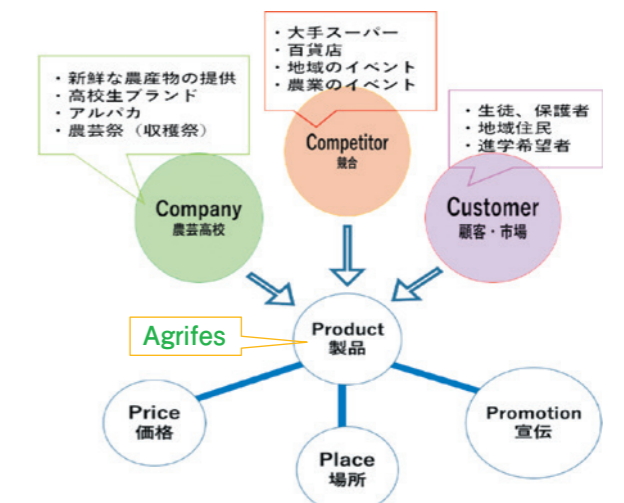 ・新鮮な農産物の提供
・高校生ブランド
・アルパカ
・農芸祭（収穫祭）
・大手スーパー
・百貨店
・地域のイベント
・農業のイベント
・生徒、保護者
・地域住民
・進学希望者
Company
農芸高校
Competitor
競合
Customer
顧客・市場
Agrifes
Product
製品
Price
価格
Place
場所
Promotion
宣伝